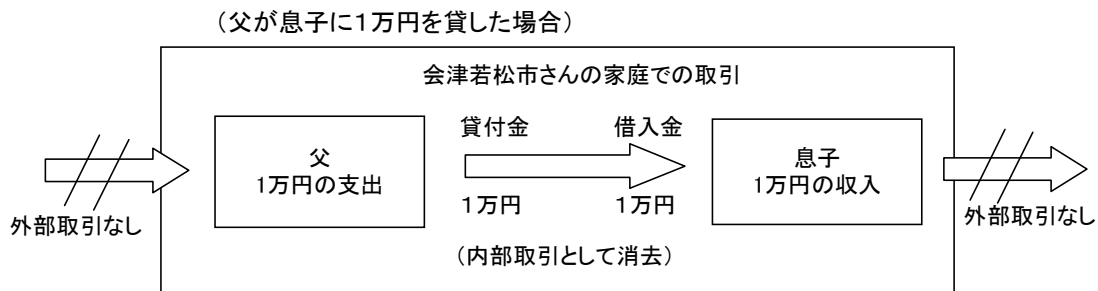 （父が息子に１万円を貸した場合）
会津若松市さんの家庭での取引
貸付金
借入金
父
1万円の支出
息子
1万円の収入
１万円
１万円
外部取引なし
外部取引なし
（内部取引として消去）